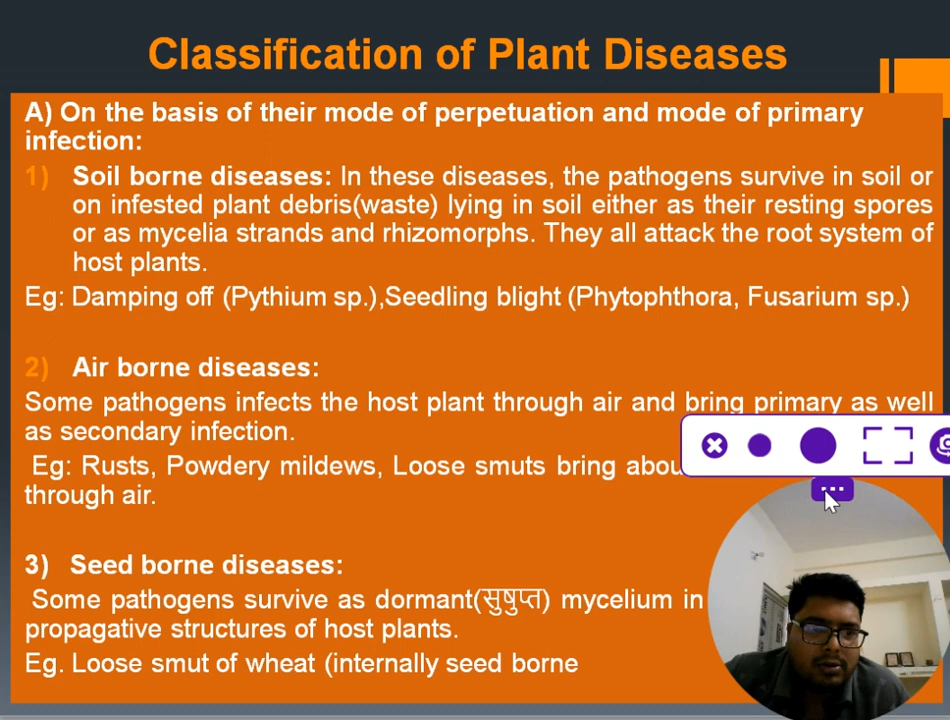 Classification of Plant Diseases
A) On the basis of their mode of perpetuation and mode of primary
infection:
1) Soil borne diseases: In these diseases, the pathogens survive in soil or
on infested plant debris(waste) lying in soil either as their resting spores
or as mycelia strands and rhizomorphs. They all attack the root system of
host plants.
Eg: Damping off (Pythium sp.),Seedling blight (Phytophthora, Fusarium sp.)
2) Air borne diseases:
Some pathogens infects the host plant through air and bring primary as well
as secondary infection.
Eg: Rusts, Powdery mildews, Loose smuts bring
through air.
3) Seed borne diseases:
Some pathogens survive as dormant(सुषुप्त) mycelium in
propagative structures of host plants.
Eg. Loose smut of wheat (internally seed borne